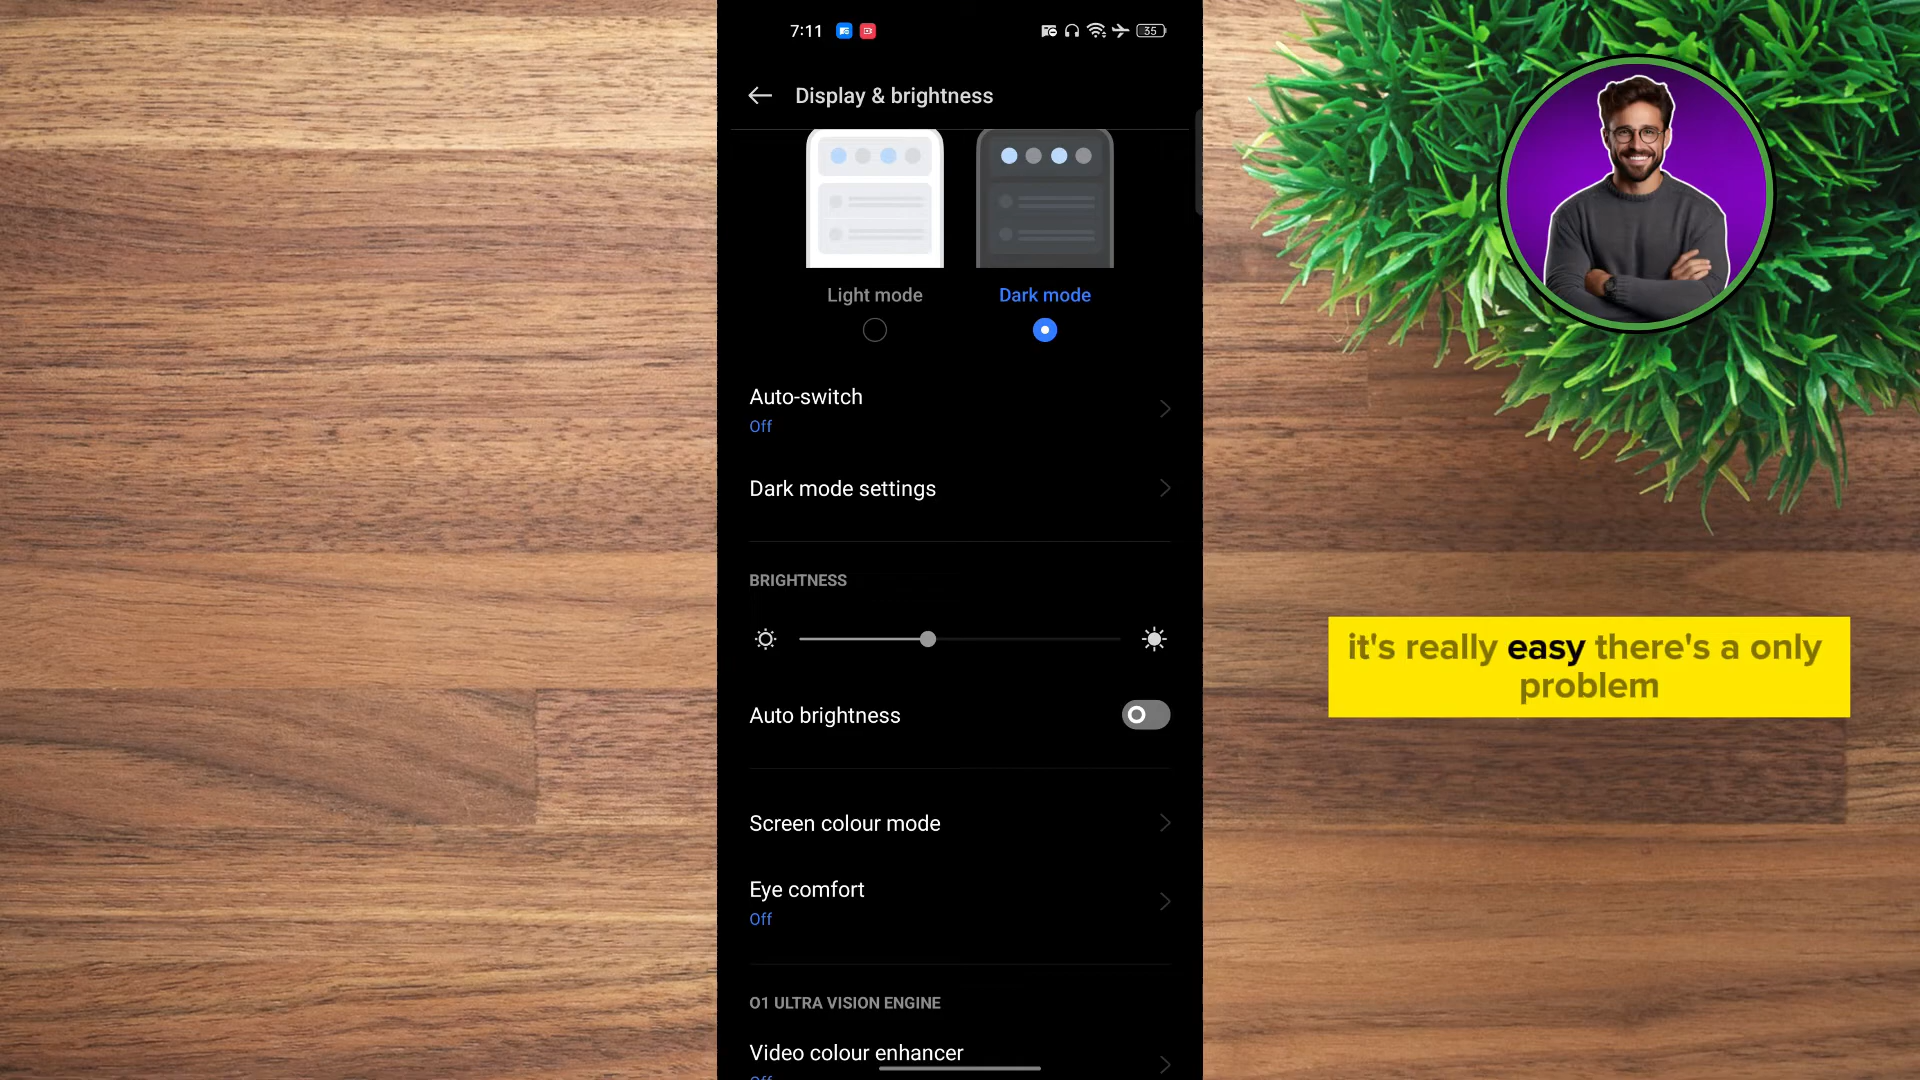 7:11
35
Display & brightness
Light mode
Dark mode
Auto-switch
Off
Dark mode settings
BRIGHTNESS
Auto brightness
Screen colour mode
Eye comfort
Off
O1 ULTRA VISION ENGINE
Video colour enhancer
it's really easy there's a only
problem